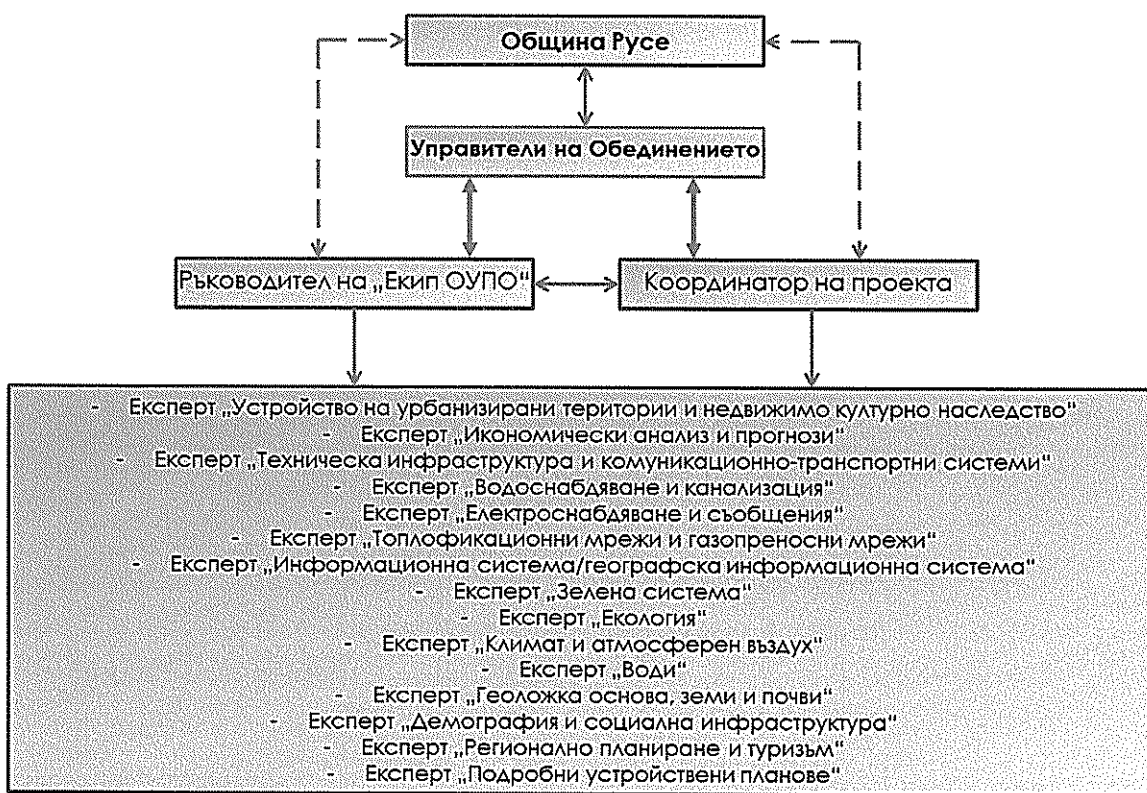 Община Русе
Управители на Обединението
Ръководител на „Екип ОУПО“
Координатор на проекта
- Експерт „Устройство на урбанизирани територии и недвижимо културно наследство“
- Експерт „Икономически анализ и прогнози“
- Експерт „Техническа инфраструктура и комуникационно-транспортни системи“
- Експерт „Водоснабдяване и канализация“
- Експерт „Електроснабдяване и съобщения“
- Експерт „Топлофикационни мрежи и газопреносни мрежи“
- Експерт „Информационна система/географска информационна система“
- Експерт „Зелена система“
- Експерт „Екология“
- Експерт „Климат и атмосферен въздух“
- Експерт „Води“
- Експерт „Геоложка основа, земи и почви“
- Експерт „Демография и социална инфраструктура“
- Експерт „Регионално планиране и туризъм“
- Експерт „Подробни устройствени планове“